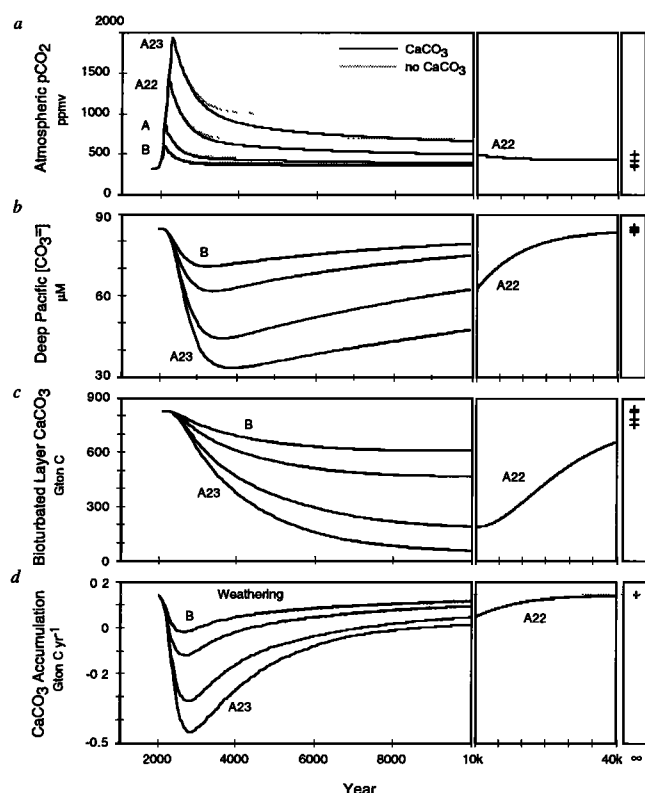 a
2000
1500
1000
500
0
Atmospheric pCO2
ppmv
A23
A22
A
B
CaCO3
no CaCO3
A22
+
b
90
60
30
Deep Pacific [CO3=]
µM
B
A23
A22
+
c
900
600
300
0
Bioturbated Layer CaCO3
Gton C
B
A23
A22
+
d
0.2
0
-0.2
-0.5
CaCO3 Accumulation
Gton C yr-1
Weathering
B
A23
A22
+
2000 4000 6000 8000 10k 40k ∞
Year